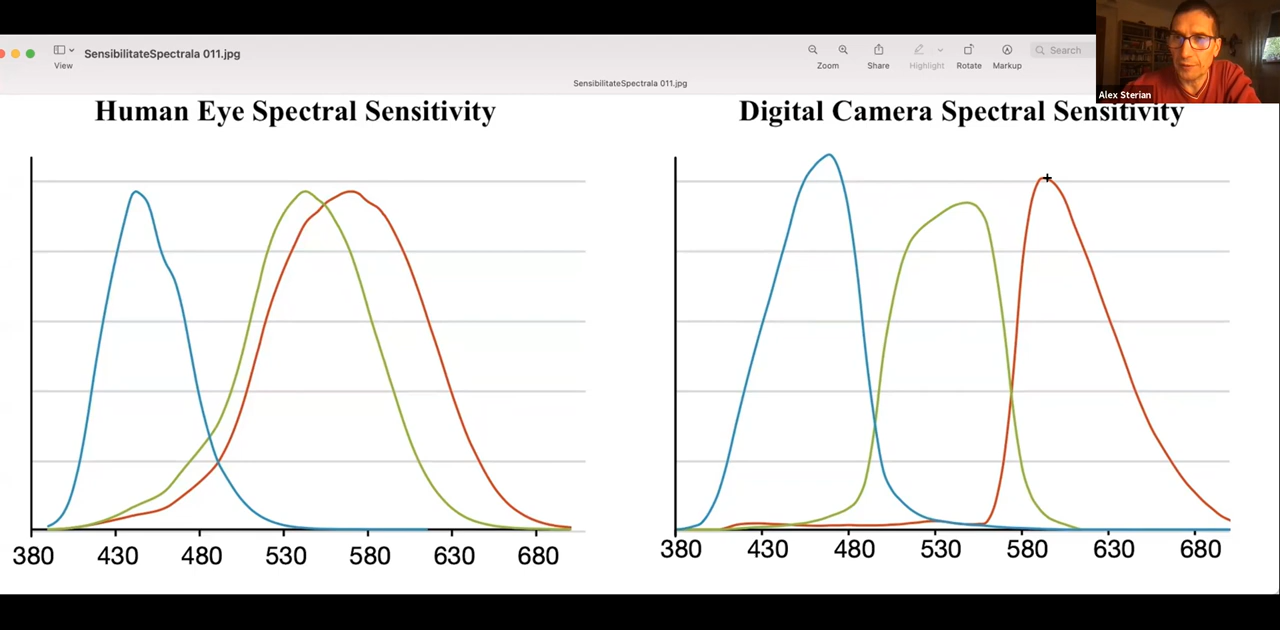 SensibilitateSpectrala 011.jpg
View
Zoom
Share
Highlight
Rotate
Markup
Search
SensibilitateSpectrala 011.jpg
Alex Sterian
Human Eye Spectral Sensitivity
380 430 480 530 580 630 680
Digital Camera Spectral Sensitivity
380 430 480 530 580 630 680